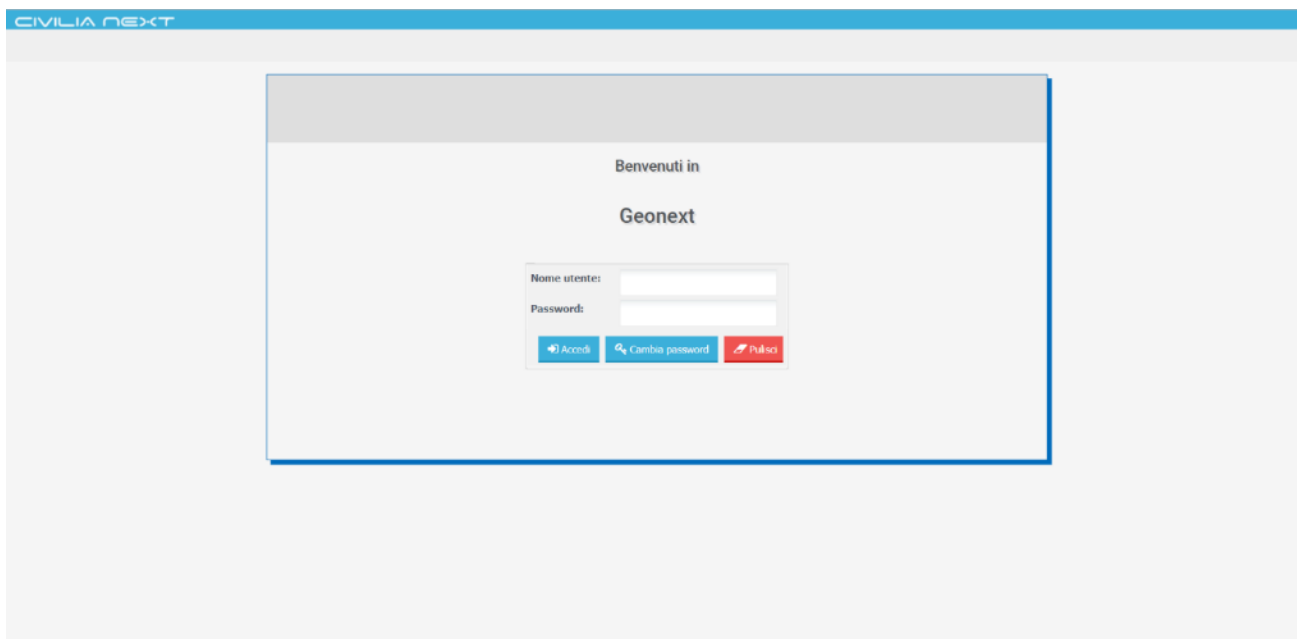 CIVILIA NEXT
Benvenuti in
Geonext
Nome utente:
Password:
Accedi Cambia password Pulisci